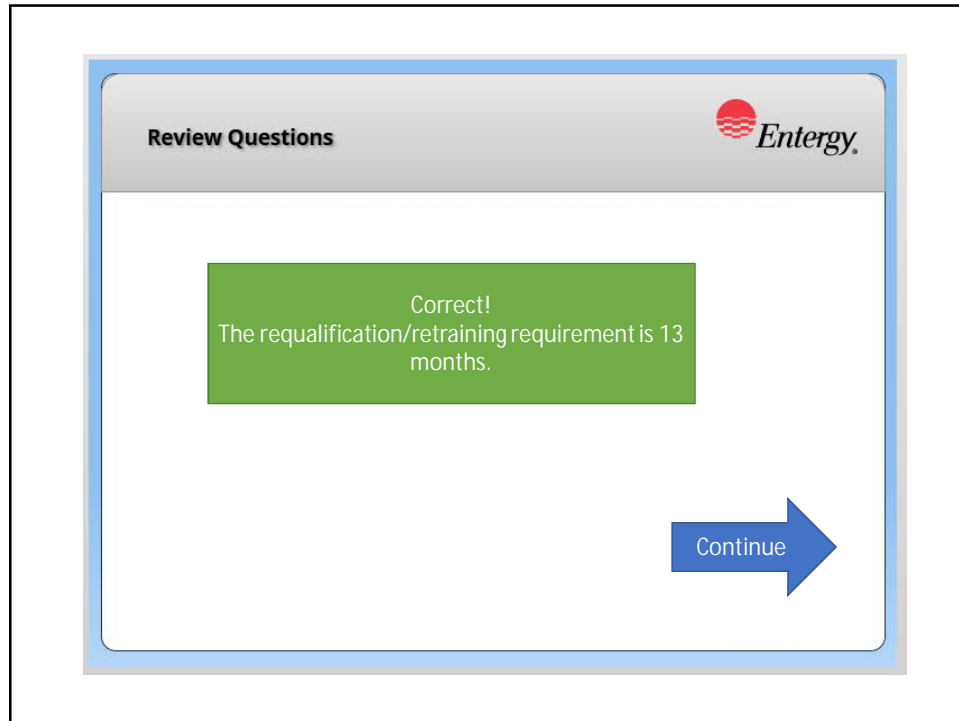 Review Questions
Entergy®
Correct!
The requalification/retraining requirement is 13
months.
Continue